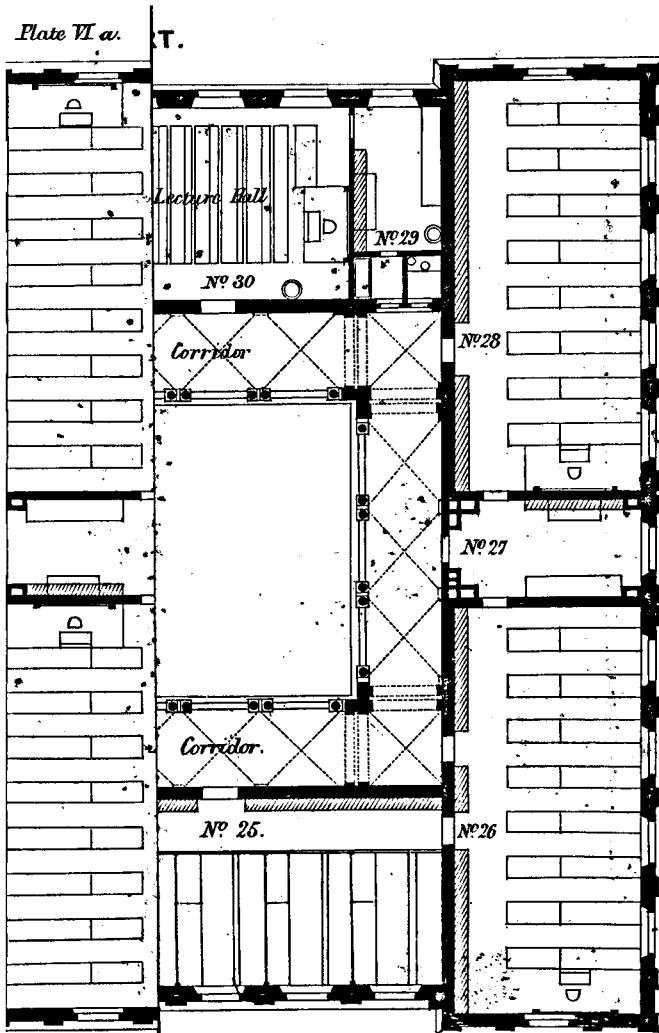 Plate VI a.
RT.
Lecture Hall
Nº 29
Nº 30
Corridor
Nº 28
Nº 27
Corridor.
Nº 25.
Nº 26